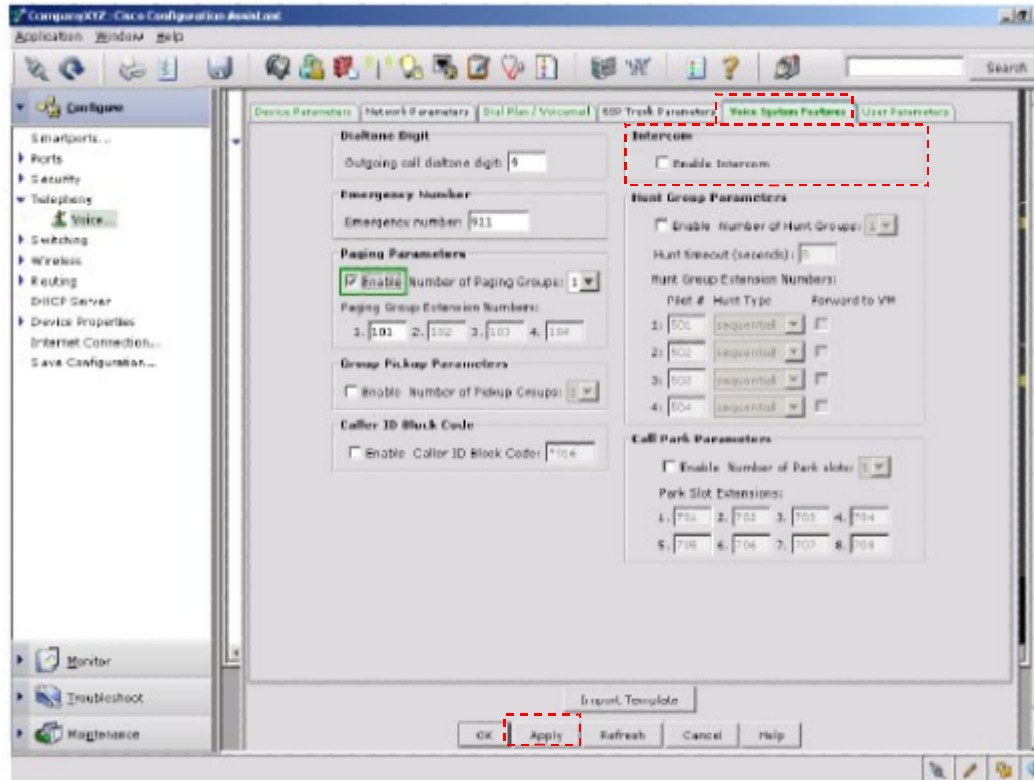 CompanyXYZ : Cisco Configuration Assistant
Application Window Help
Search
Configure
Smartports...
Ports
Security
Telephony
Voice...
Switching
Wireless
Routing
DHCP Server
Device Properties
Internet Connection...
Save Configuration...
Monitor
Troubleshoot
Maintenance
Device Parameters
Network Parameters
Dial Plan / Voicemail
SIP Trunk Parameters
Voice System Features
User Parameters
Dialtone Digit
Outgoing call dialtone digit: 9
Emergency Number
Emergency number: 911
Paging Parameters
Enable Number of Paging Groups: 1
Paging Group Extension Numbers:
1. 101 2. 102 3. 103 4. 104
Group Pickup Parameters
Enable Number of Pickup Groups:
Caller ID Block Code
Enable Caller ID Block Code:
Intercom
Enable Intercom
Hunt Group Parameters
Enable Number of Hunt Groups: 1
Hunt timeout (seconds):
Hunt Group Extension Numbers:
Pilot # Hunt Type Forward to VM
1: 501 sequential
2: 502 sequential
3: 503 sequential
4: 504 sequential
Call Park Parameters
Enable Number of Park slots: 1
Park Slot Extensions:
1. 701 2. 702 3. 703 4. 704
5. 705 6. 706 7. 707 8. 708
Import Template
OK Apply Refresh Cancel Help